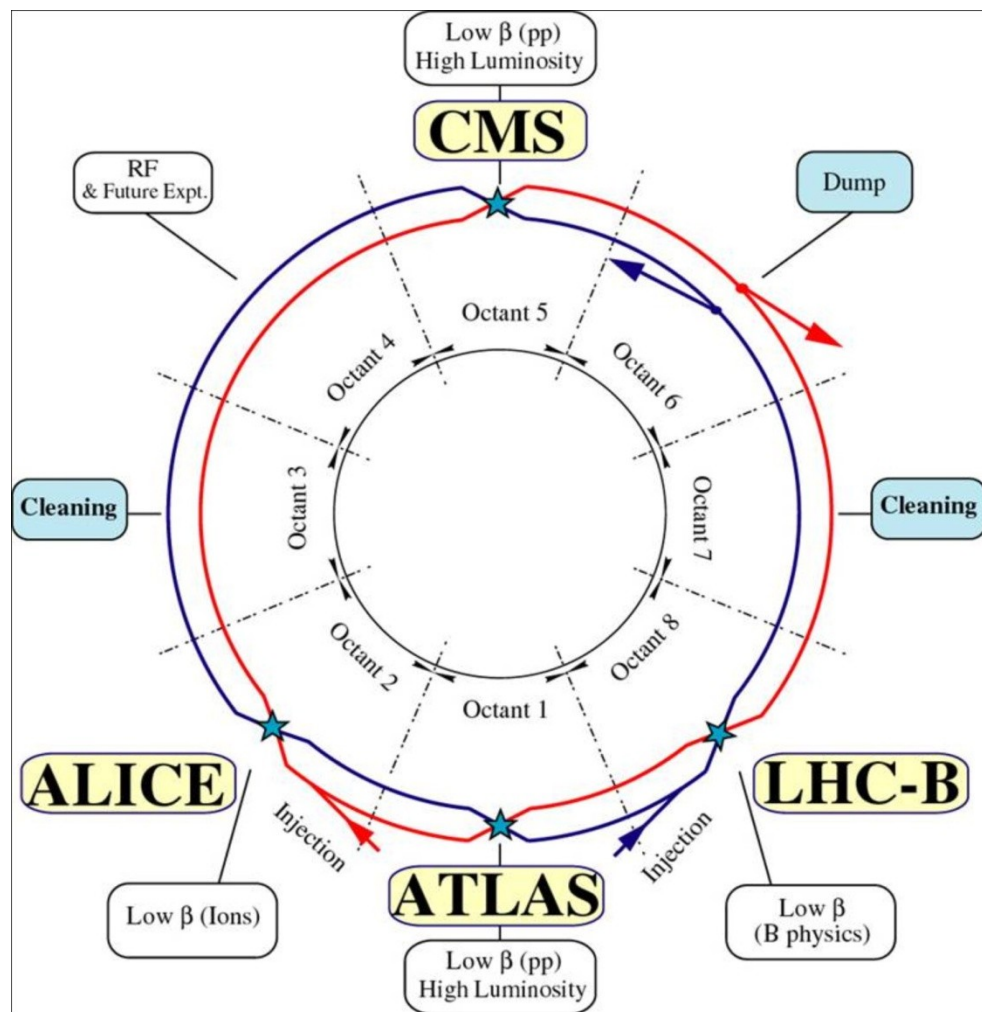 Low β (pp)
High Luminosity
CMS
RF
& Future Expt.
Dump
Octant 5
Octant 4
Octant 6
Cleaning
Octant 3
Octant 7
Cleaning
Octant 2
Octant 8
Octant 1
ALICE
LHC-B
Injection
Injection
ATLAS
Low β (Ions)
Low β
(B physics)
Low β (pp)
High Luminosity